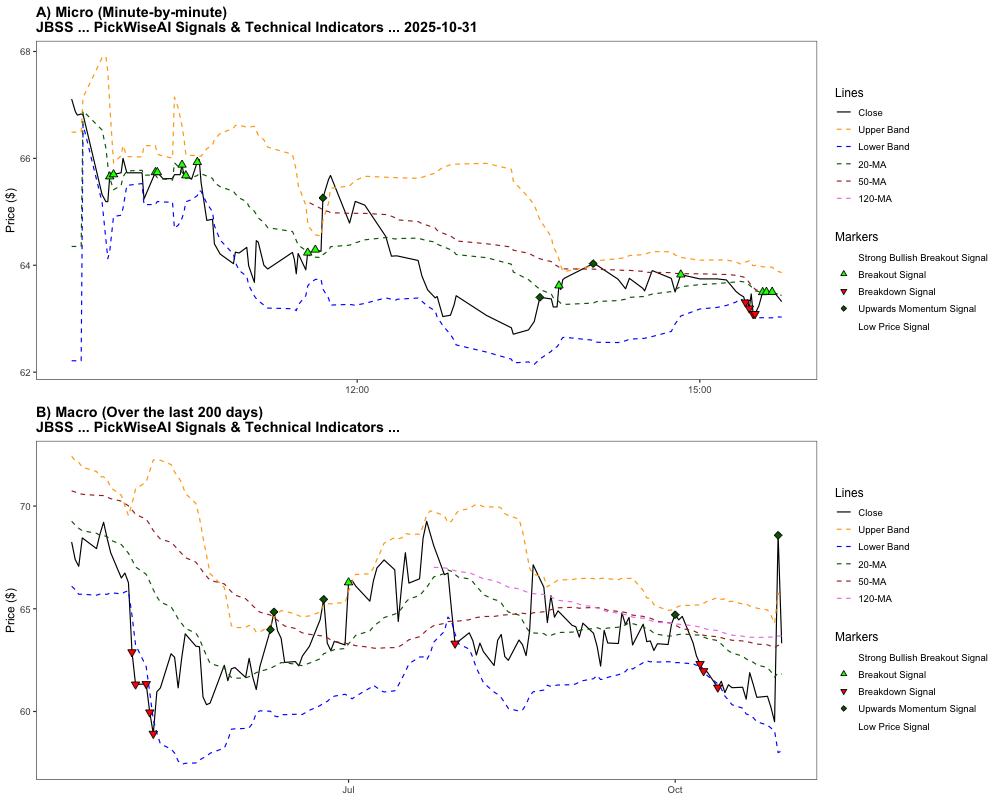 A) Micro (Minute-by-minute)
JBSS ... PickWiseAI Signals & Technical Indicators ... 2025-10-31
Price ($)
68
66
64
62
12:00
15:00
Lines
Close
Upper Band
Lower Band
20-MA
50-MA
120-MA
Markers
Strong Bullish Breakout Signal
Breakout Signal
Breakdown Signal
Upwards Momentum Signal
Low Price Signal
B) Macro (Over the last 200 days)
JBSS ... PickWiseAI Signals & Technical Indicators ...
Price ($)
70
65
60
Jul
Oct
Lines
Close
Upper Band
Lower Band
20-MA
50-MA
120-MA
Markers
Strong Bullish Breakout Signal
Breakout Signal
Breakdown Signal
Upwards Momentum Signal
Low Price Signal